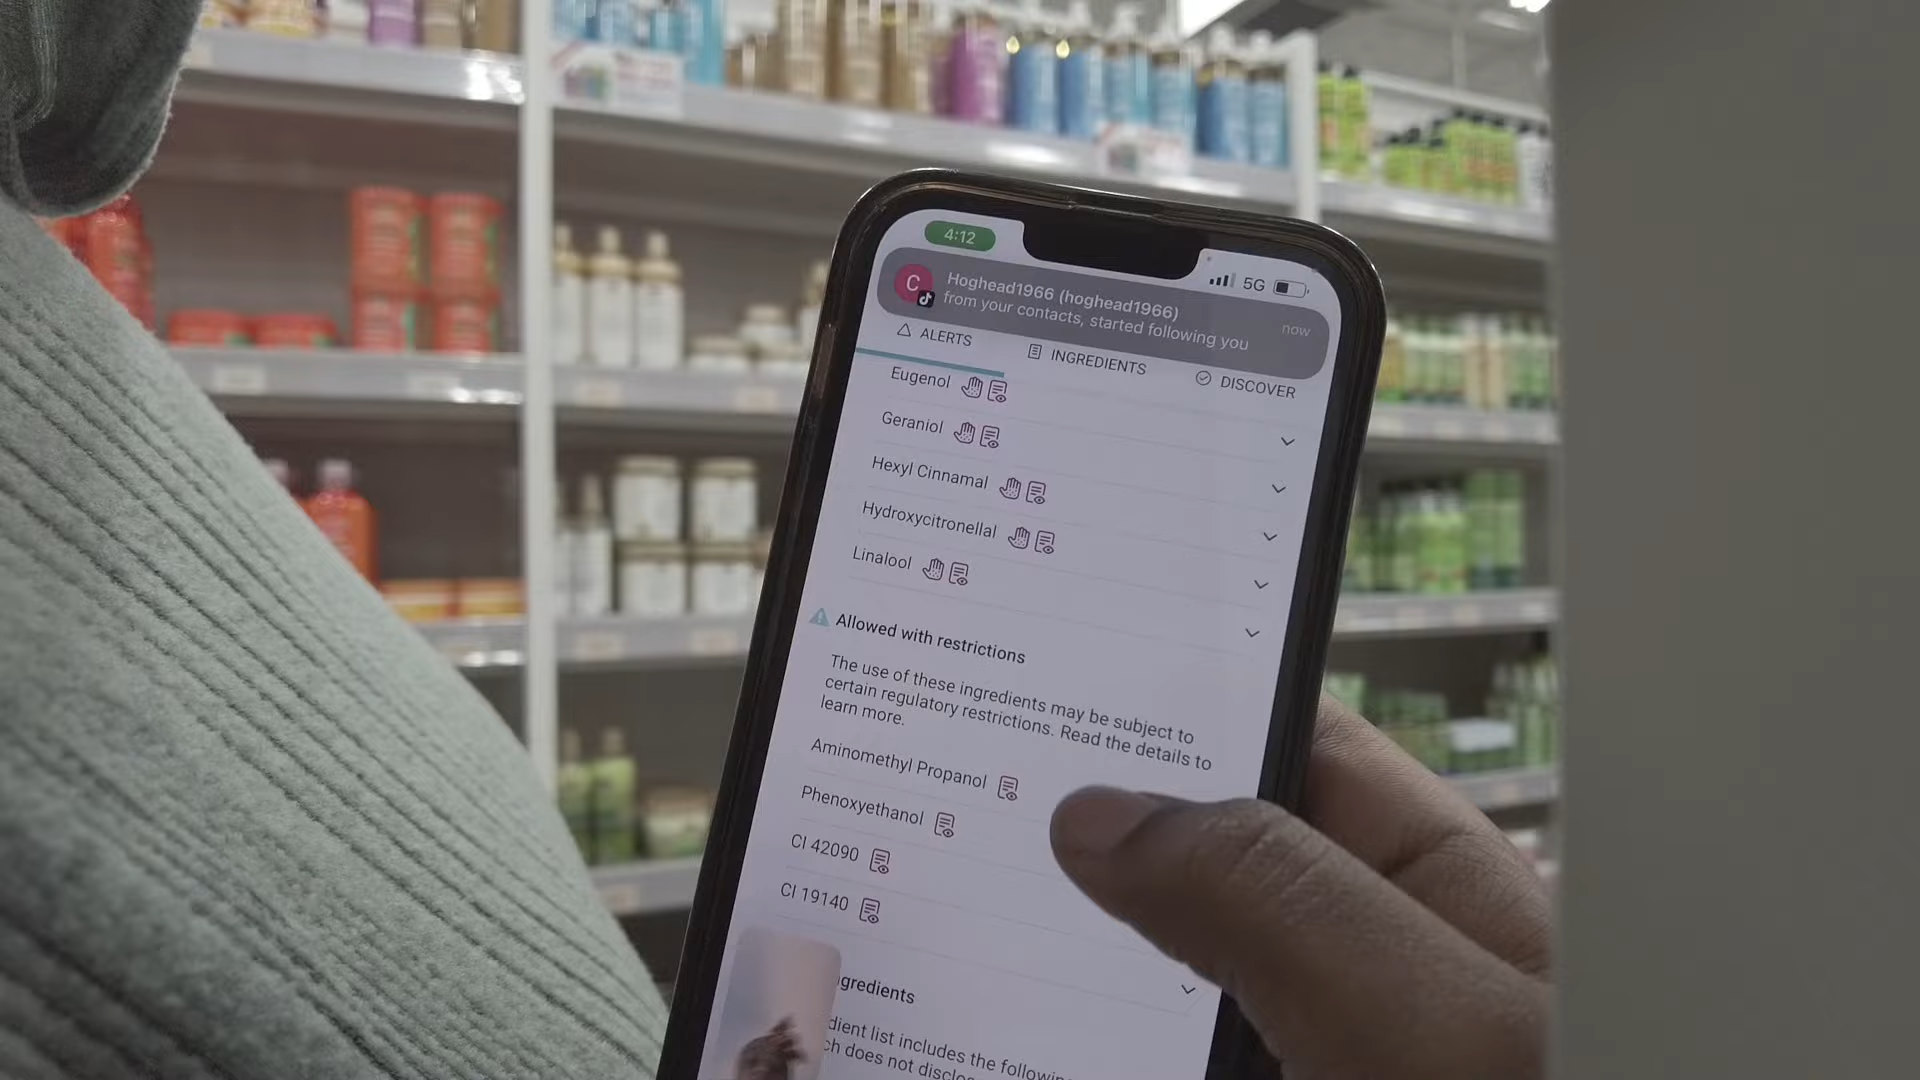 4:12
5G
C
Hoghead1966 (hoghead1966)
from your contacts, started following you
now
ALERTS
INGREDIENTS
DISCOVER
Eugenol
Geraniol
Hexyl Cinnamal
Hydroxycitronellal
Linalool
Allowed with restrictions
The use of these ingredients may be subject to
certain regulatory restrictions. Read the details to
learn more.
Aminomethyl Propanol
Phenoxyethanol
CI 42090
CI 19140
gredients
dient list includes the following
ch does not disclo